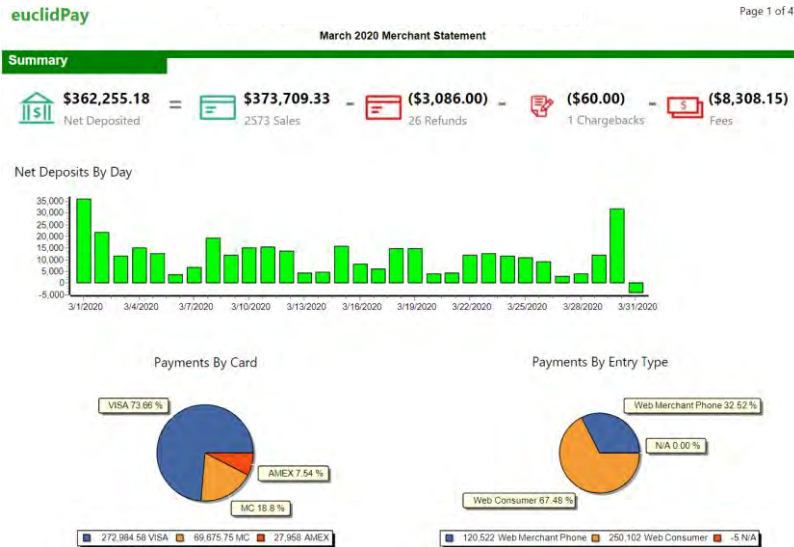 euclidPay
Page 1 of 4
March 2020 Merchant Statement
Summary
$362,255.18 = $373,709.33 - ($3,086.00) - ($60.00) - ($8,308.15)
Net Deposited 2573 Sales 26 Refunds 1 Chargebacks Fees
Net Deposits By Day
35,000
30,000
25,000
20,000
15,000
10,000
5,000
0
-5,000
3/1/2020 3/4/2020 3/7/2020 3/10/2020 3/13/2020 3/16/2020 3/19/2020 3/22/2020 3/25/2020 3/28/2020 3/31/2020
Payments By Card
VISA 73.66 %
AMEX 7.54 %
MC 18.8 %
272,984.58 VISA 69,675.75 MC 27,958 AMEX
Payments By Entry Type
Web Merchant Phone 32.52 %
N/A 0.00 %
Web Consumer 67.48 %
120,522 Web Merchant Phone 250,102 Web Consumer -5 N/A